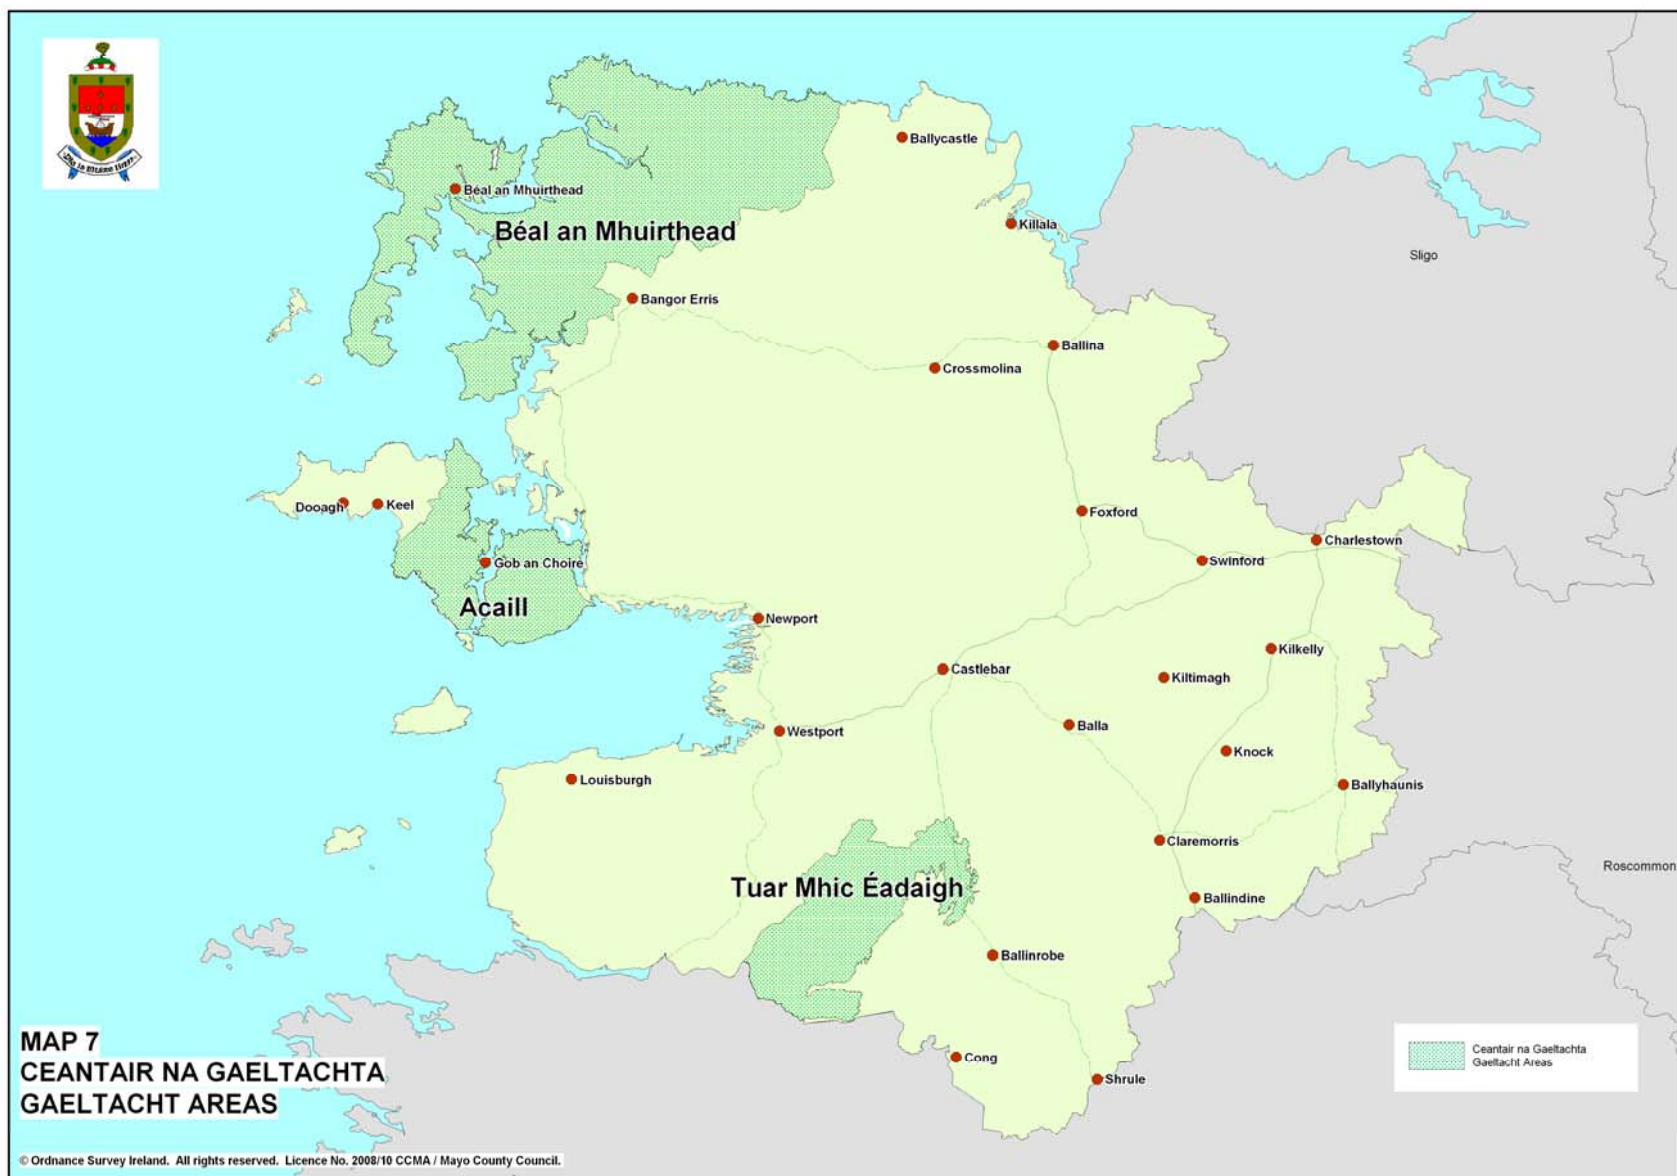 Ballycastle
Béal an Mhuirthead
Killala
Béal an Mhuirthead
Sligo
Bangor Erris
Ballina
Crossmolina
Dooagh
Keel
Foxford
Charlestown
Swinford
Gob an Choire
Acaill
Newport
Kilkelly
Castlebar
Kiltimagh
Balla
Westport
Knock
Louisburgh
Ballyhaunis
Claremorris
Roscommon
Tuar Mhic Éadaigh
Ballindine
Ballinrobe
Cong
Shrule
MAP 7
CEANTAIR NA GAELTACHTA
GAELTACHT AREAS
Ceantair na Gaeltachta
Gaeltacht Areas
© Ordnance Survey Ireland. All rights reserved. Licence No. 2008/10 CCMA / Mayo County Council.